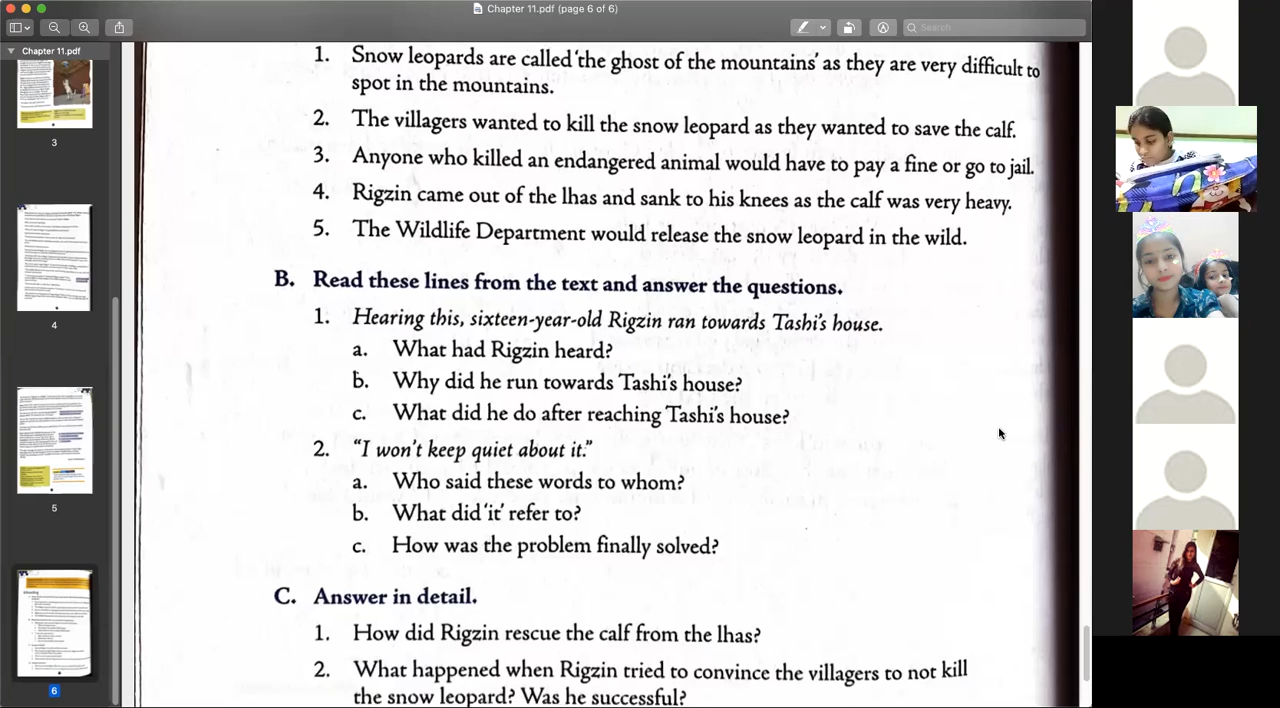 Chapter 11.pdf (page 6 of 6)
Search
Chapter 11.pdf
3
4
5
6
1. Snow leopards are called 'the ghost of the mountains' as they are very difficult to
spot in the mountains.
2. The villagers wanted to kill the snow leopard as they wanted to save the calf.
3. Anyone who killed an endangered animal would have to pay a fine or go to jail.
4. Rigzin came out of the lhas and sank to his knees as the calf was very heavy.
5. The Wildlife Department would release the snow leopard in the wild.
B. Read these lines from the text and answer the questions.
1. Hearing this, sixteen-year-old Rigzin ran towards Tashi's house.
a. What had Rigzin heard?
b. Why did he run towards Tashi's house?
c. What did he do after reaching Tashi's house?
2. "I won't keep quiet about it."
a. Who said these words to whom?
b. What did 'it' refer to?
c. How was the problem finally solved?
C. Answer in detail.
1. How did Rigzin rescue the calf from the lhas?
2. What happened when Rigzin tried to convince the villagers to not kill
the snow leopard? Was he successful?